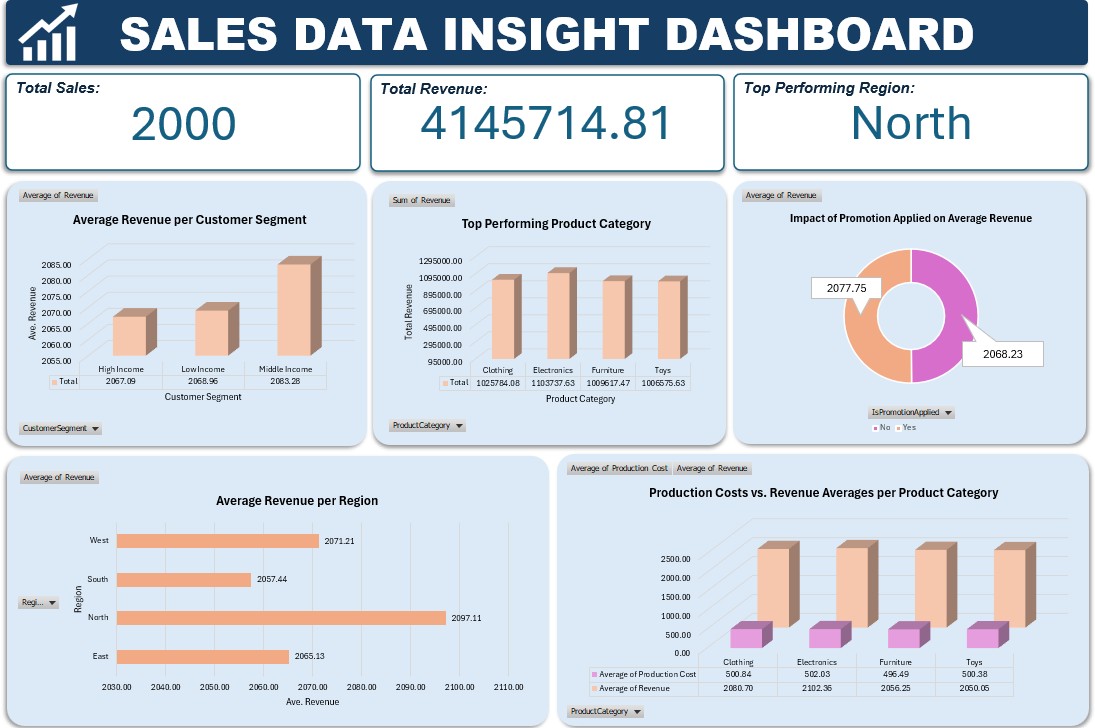 SALES DATA INSIGHT DASHBOARD
Total Sales:
2000
Total Revenue:
4145714.81
Top Performing Region:
North
Average of Revenue
Average Revenue per Customer Segment
Ave. Revenue
2085.00
2080.00
2075.00
2070.00
2065.00
2060.00
2055.00
High Income Low Income Middle Income
Total 2067.09 2068.96 2083.28
Customer Segment
CustomerSegment
Sum of Revenue
Top Performing Product Category
Total Revenue
1295000.00
1095000.00
895000.00
695000.00
495000.00
295000.00
95000.00
Clothing Electronics Furniture Toys
Total 1025784.08 1103737.63 1009617.47 1006575.63
Product Category
ProductCategory
Average of Revenue
Impact of Promotion Applied on Average Revenue
2077.75
2068.23
IsPromotionApplied
No Yes
Average of Revenue
Average Revenue per Region
Regi...
Region
West 2071.21
South 2057.44
North 2097.11
East 2065.13
2030.00 2040.00 2050.00 2060.00 2070.00 2080.00 2090.00 2100.00 2110.00
Ave. Revenue
Average of Production Cost Average of Revenue
Production Costs vs. Revenue Averages per Product Category
2500.00
2000.00
1500.00
1000.00
500.00
0.00
Clothing Electronics Furniture Toys
Average of Production Cost 500.84 502.03 496.49 500.38
Average of Revenue 2080.70 2102.36 2056.25 2050.05
ProductCategory